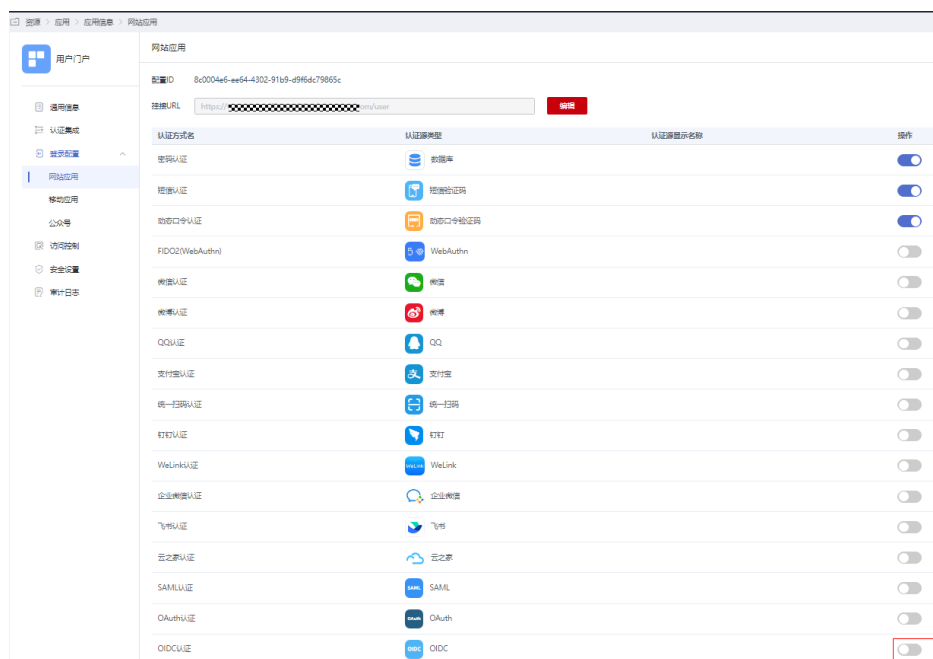 资源 > 应用 > 应用信息 > 网站应用
用户门户
通用信息
认证集成
登录配置
网站应用
移动应用
公众号
访问控制
安全设置
审计日志
网站应用
配置ID 8c0004e6-ee64-4302-91b9-d9f6dc79865c
链接URL https:// om/user 编辑
认证方式名 认证源类型 认证源显示名称 操作
密码认证 数据库
短信认证 短信验证码
动态口令认证 动态口令验证码
FIDO2(WebAuthn) WebAuthn
微信认证 微信
微博认证 微博
QQ认证 QQ
支付宝认证 支 支付宝
统一扫码认证 统一扫码
钉钉认证 钉钉
WeLink认证 WeLink WeLink
企业微信认证 企业微信
飞书认证 飞书
云之家认证 云之家
SAML认证 SAML SAML
OAuth认证 OAuth OAuth
OIDC认证 OIDC OIDC